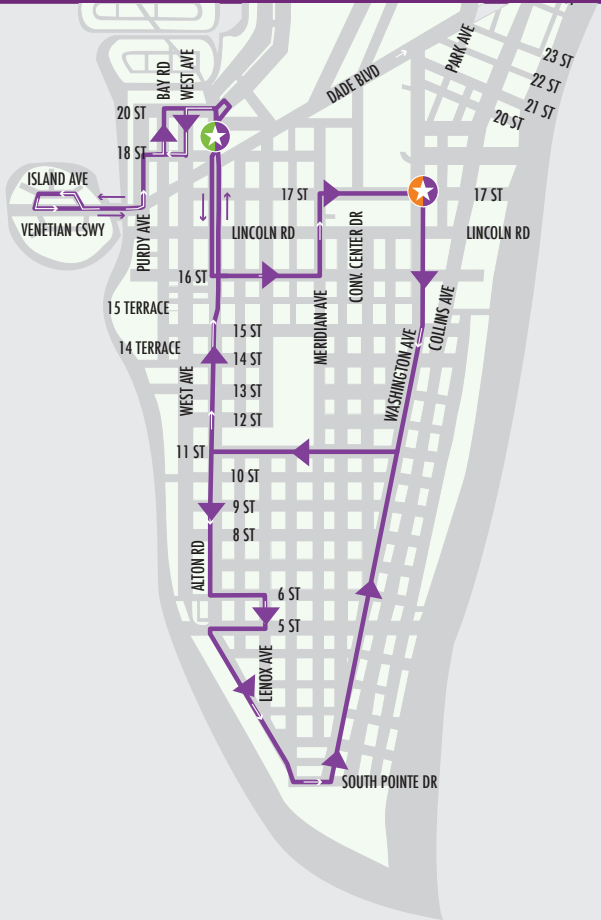 PARK AVE
23 ST
22 ST
21 ST
20 ST
DADE BLVD
BAY RD
WEST AVE
20 ST
18 ST
ISLAND AVE
VENETIAN CSWY
PURDY AVE
17 ST
17 ST
LINCOLN RD
LINCOLN RD
CONV. CENTER DR
MERIDIAN AVE
16 ST
15 TERRACE
14 TERRACE
15 ST
14 ST
13 ST
12 ST
WEST AVE
COLLINS AVE
WASHINGTON AVE
11 ST
10 ST
9 ST
8 ST
ALTON RD
6 ST
5 ST
LENOX AVE
SOUTH POINTE DR